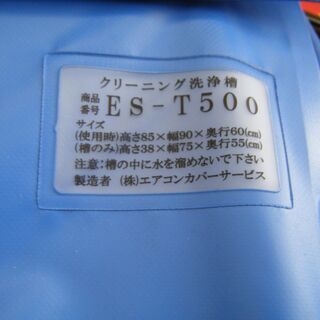 クリーニング洗浄槽
商品番号 ES-T500
サイズ
(使用時)高さ85×幅90×奥行60(cm)
(槽のみ)高さ38×幅75×奥行55(cm)
注意:槽の中に水を溜めないで下さい
製造者 (株)エアコンカバーサービス